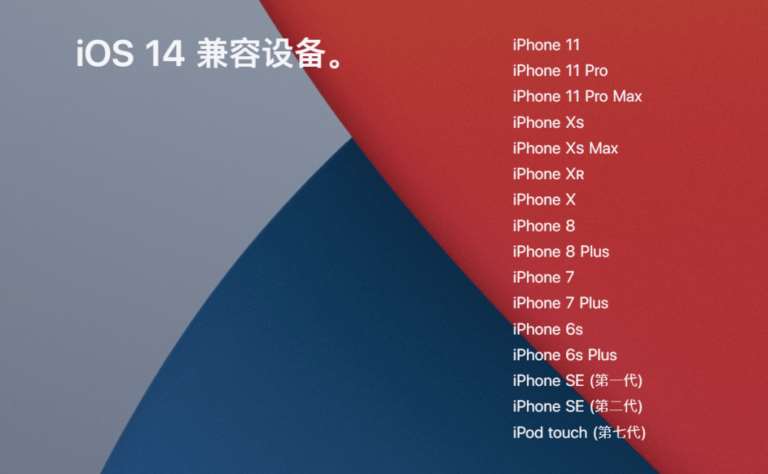 iOS 14 兼容设备。
iPhone 11
iPhone 11 Pro
iPhone 11 Pro Max
iPhone Xs
iPhone Xs Max
iPhone XR
iPhone X
iPhone 8
iPhone 8 Plus
iPhone 7
iPhone 7 Plus
iPhone 6s
iPhone 6s Plus
iPhone SE (第一代)
iPhone SE (第二代)
iPod touch (第七代)